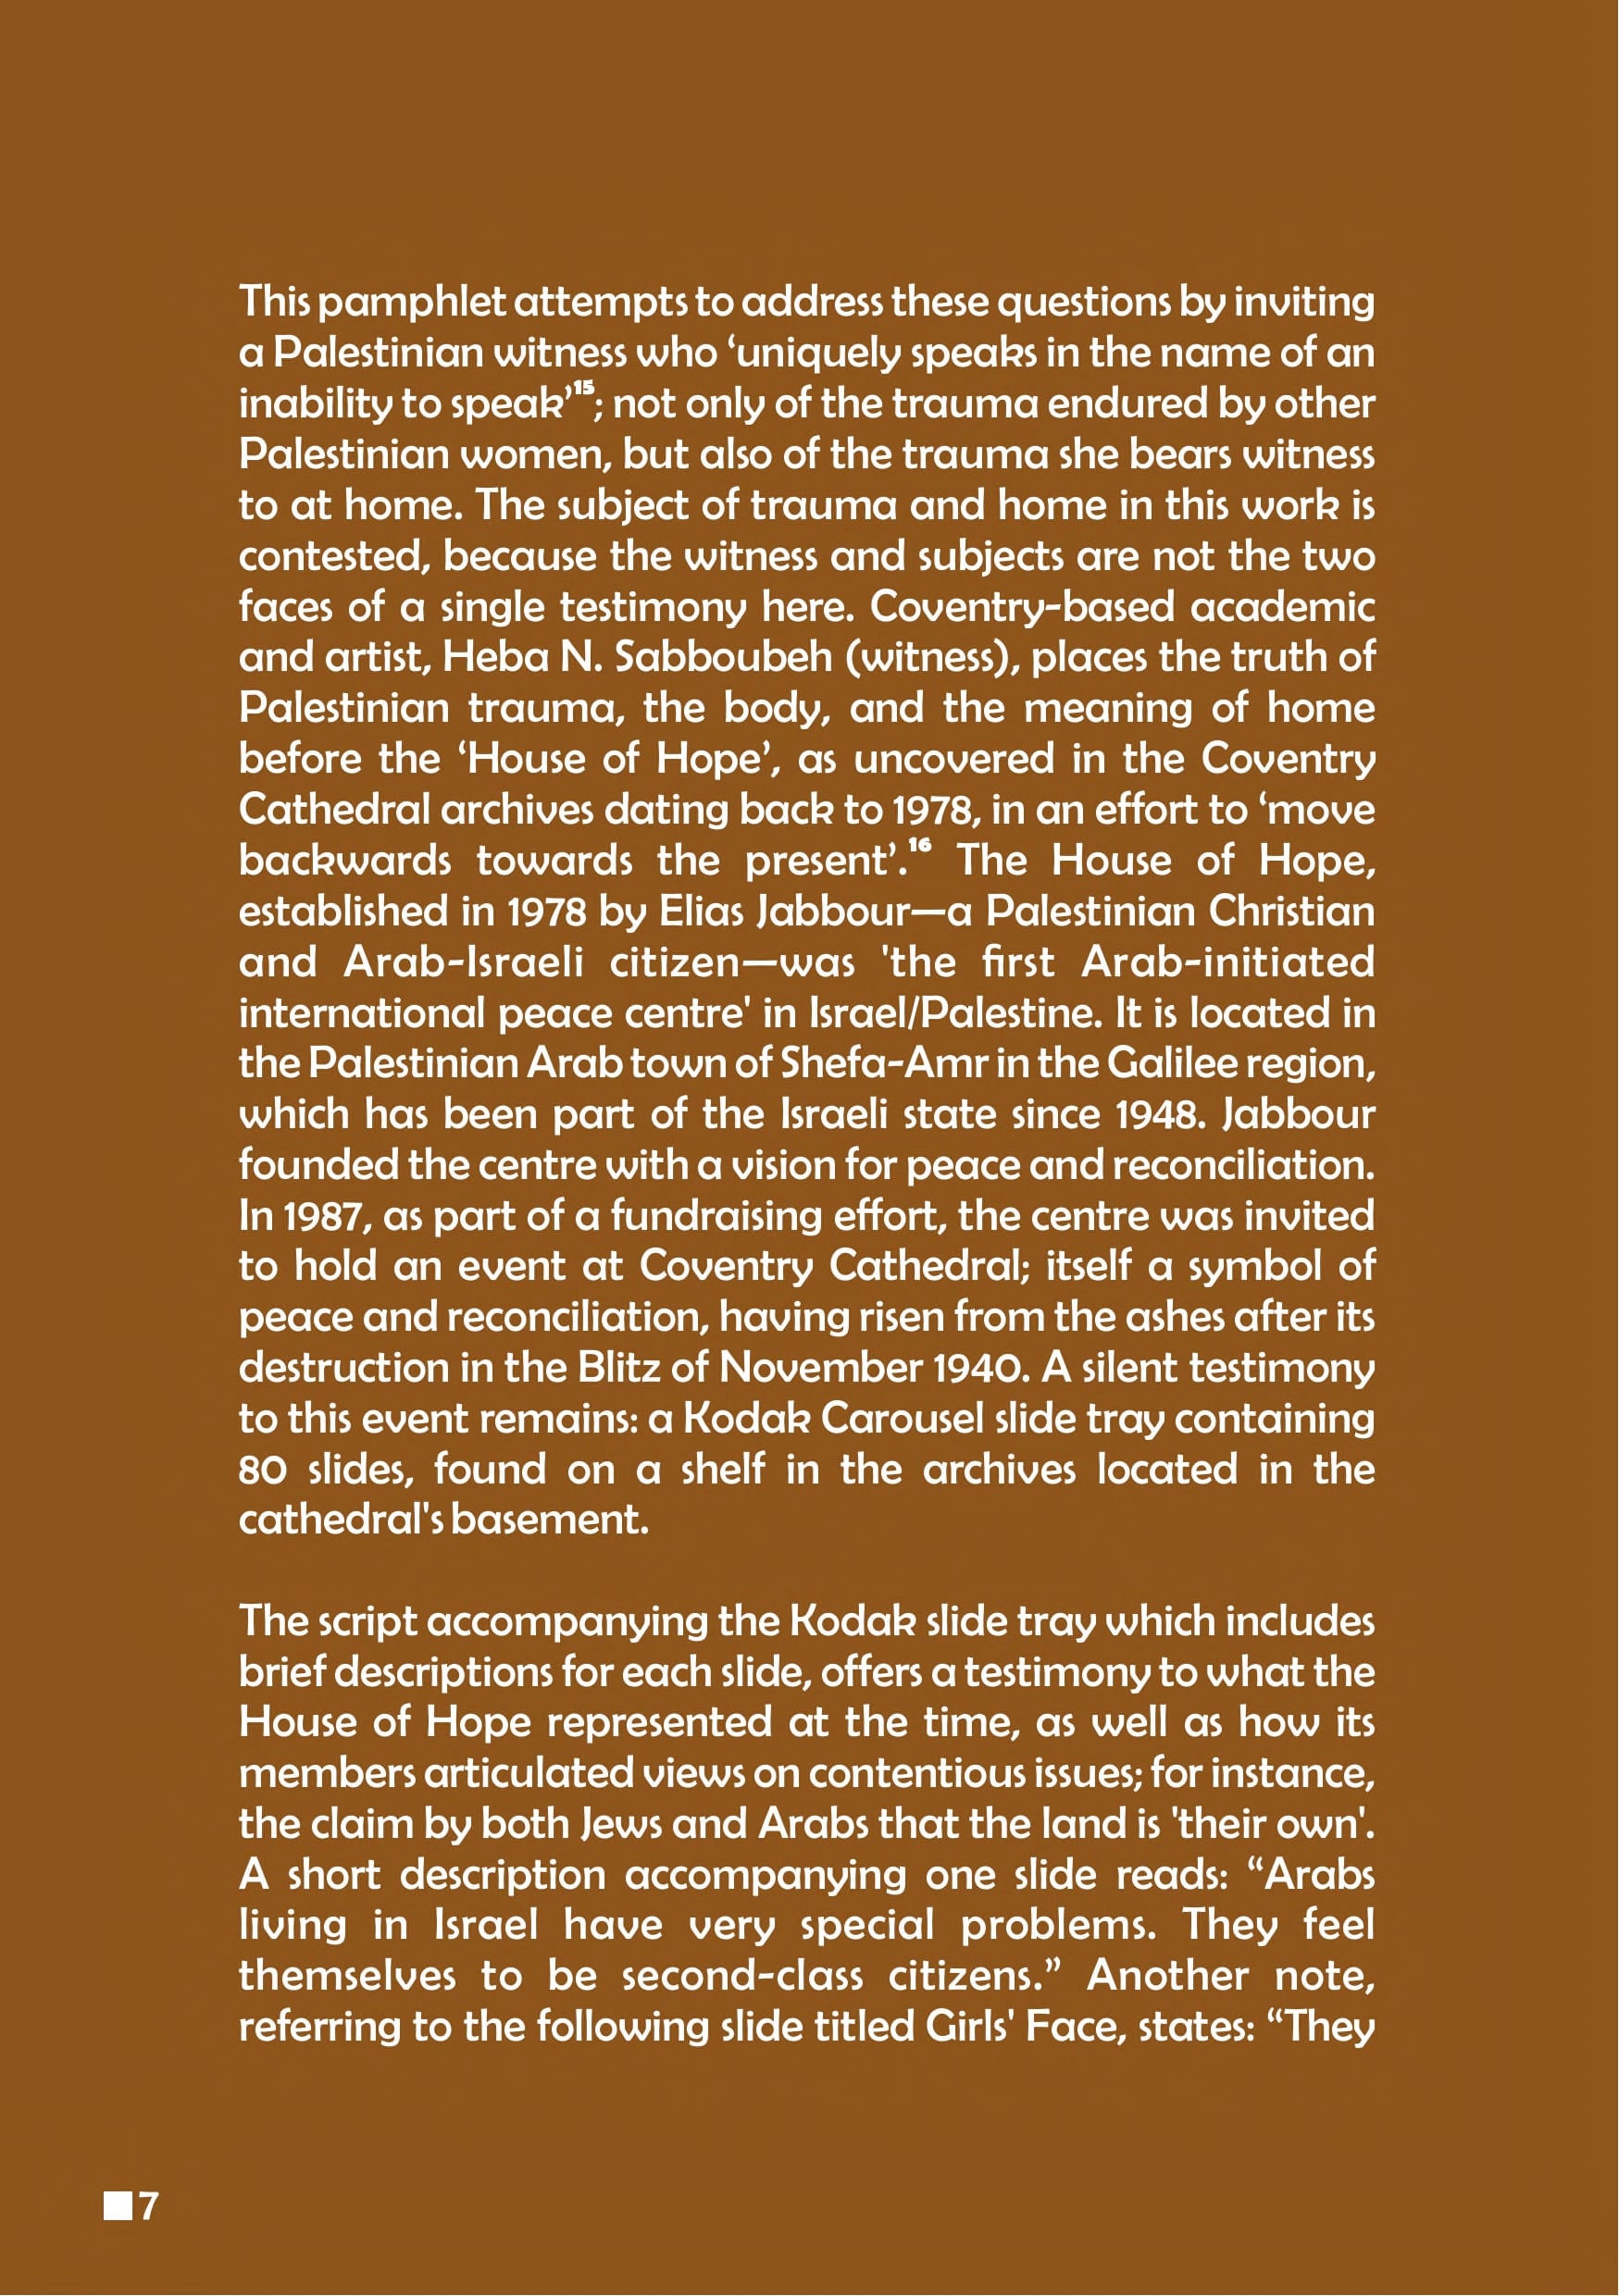 This pamphlet attempts to address these questions by inviting
a Palestinian witness who ‘uniquely speaks in the name of an
inability to speak’¹⁵; not only of the trauma endured by other
Palestinian women, but also of the trauma she bears witness
to at home. The subject of trauma and home in this work is
contested, because the witness and subjects are not the two
faces of a single testimony here. Coventry-based academic
and artist, Heba N. Sabboubeh (witness), places the truth of
Palestinian trauma, the body, and the meaning of home
before the ‘House of Hope’, as uncovered in the Coventry
Cathedral archives dating back to 1978, in an effort to ‘move
backwards towards the present’.¹⁶ The House of Hope,
established in 1978 by Elias Jabbour—a Palestinian Christian
and Arab-Israeli citizen—was 'the first Arab-initiated
international peace centre' in Israel/Palestine. It is located in
the Palestinian Arab town of Shefa-Amr in the Galilee region,
which has been part of the Israeli state since 1948. Jabbour
founded the centre with a vision for peace and reconciliation.
In 1987, as part of a fundraising effort, the centre was invited
to hold an event at Coventry Cathedral; itself a symbol of
peace and reconciliation, having risen from the ashes after its
destruction in the Blitz of November 1940. A silent testimony
to this event remains: a Kodak Carousel slide tray containing
80 slides, found on a shelf in the archives located in the
cathedral's basement.
The script accompanying the Kodak slide tray which includes
brief descriptions for each slide, offers a testimony to what the
House of Hope represented at the time, as well as how its
members articulated views on contentious issues; for instance,
the claim by both Jews and Arabs that the land is 'their own'.
A short description accompanying one slide reads: “Arabs
living in Israel have very special problems. They feel
themselves to be second-class citizens.” Another note,
referring to the following slide titled Girls' Face, states: “They
7